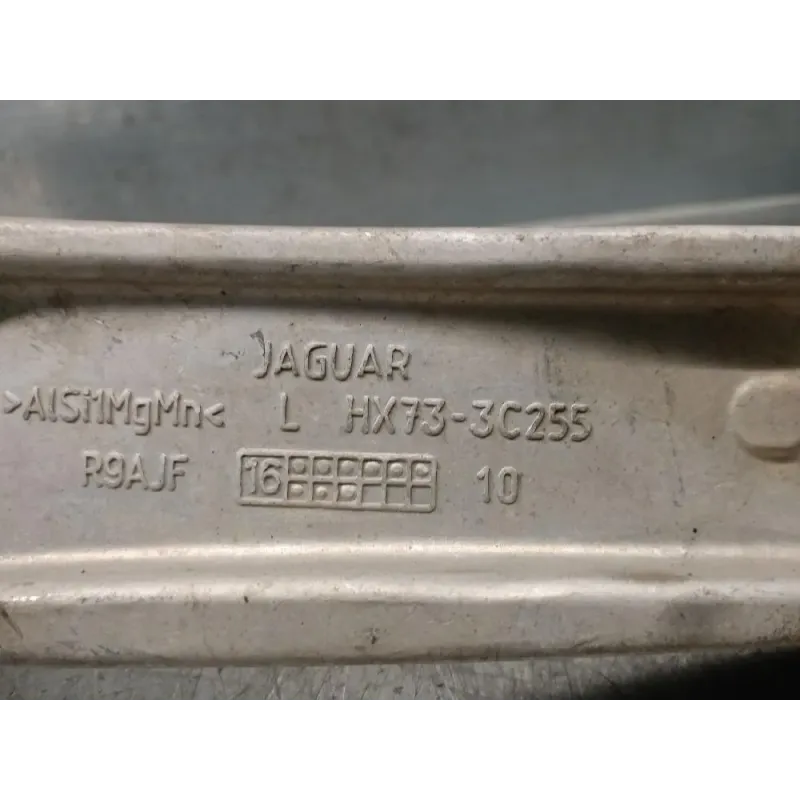 JAGUAR
>AlSi1MgMn< L HX73-3C255
R9AJF 16 10